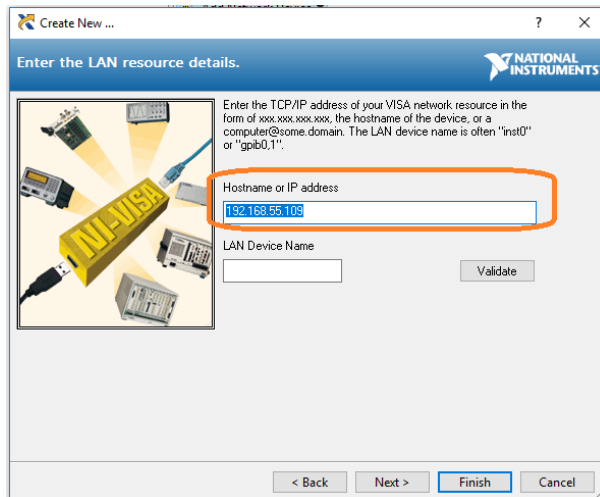 Create New ...
Enter the LAN resource details.
NATIONAL
INSTRUMENTS
Enter the TCP/IP address of your VISA network resource in the
form of xxx.xxx.xxx.xxx, the hostname of the device, or a
computer@some.domain. The LAN device name is often "inst0"
or "gpib0,1".
Hostname or IP address
192.168.55.109
LAN Device Name
Validate
NI-VISA
< Back
Next >
Finish
Cancel